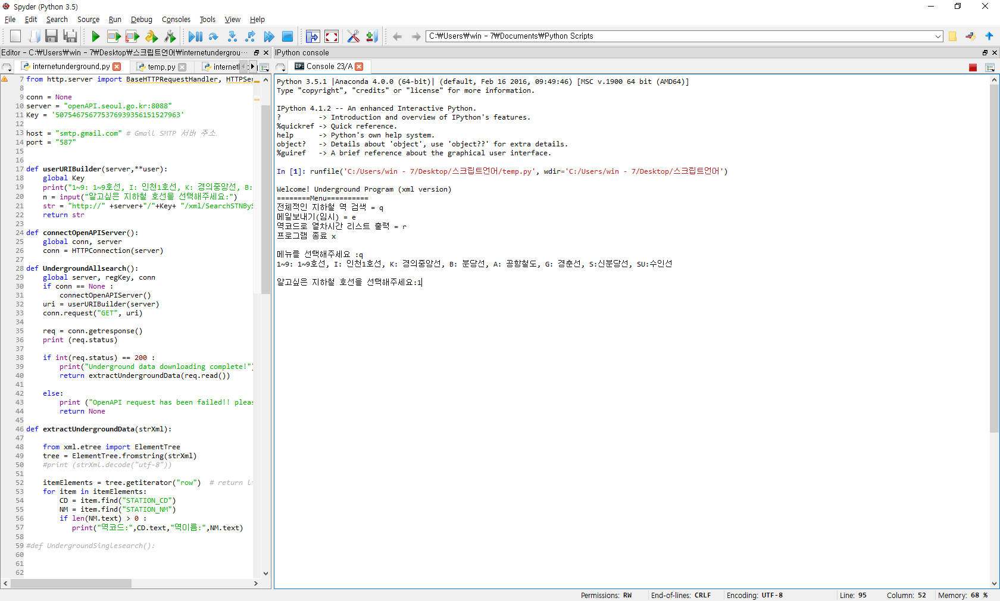 Spyder (Python 3.5)
File Edit Search Source Run Debug Consoles Tools View Help
C:₩Users₩win - 7₩Documents₩Python Scripts
Editor - C:₩Users₩win - 7₩Desktop₩스크립트언어₩internetundergrou···
internetunderground.py temp.py internetl
7 from http.server import BaseHTTPRequestHandler, HTTPSer
8
9 conn = None
10 server = "openAPI.seoul.go.kr:8088"
11 Key = '5075467567753769393561515​27963'
12
13 host = "smtp.gmail.com" # Gmail SMTP 서버 주소
14 port = "587"
15
16
17 def userURIBuilder(server,**user):
18 global Key
19 print("1~9: 1~9호선, I: 인천1호선, K: 경의중앙선, B:
20 n = input("알고싶은 지하철 호선을 선택해주세요:")
21 str = "http://" +server+"/"+Key+ "/xml/SearchSTNByS
22 return str
23
24 def connectOpenAPIServer():
25 global conn, server
26 conn = HTTPConnection(server)
27
28 def UndergroundAllsearch():
29 global server, regKey, conn
30 if conn == None :
31 connectOpenAPIServer()
32 uri = userURIBuilder(server)
33 conn.request("GET", uri)
34
35 req = conn.getresponse()
36 print (req.status)
37
38 if int(req.status) == 200 :
39 print("Underground data downloading complete!")
40 return extractUndergroundData(req.read())
41
42 else:
43 print ("OpenAPI request has been failed!! pleas
44 return None
45
46 def extractUndergroundData(strXml):
47
48 from xml.etree import ElementTree
49 tree = ElementTree.fromstring(strXml)
50 #print (strXml.decode("utf-8"))
51
52 itemElements = tree.getiterator("row") # return l
53 for item in itemElements:
54 CD = item.find("STATION_CD")
55 NM = item.find("STATION_NM")
56 if len(NM.text) > 0 :
57 print("역코드:",CD.text,"역이름:",NM.text)
58
59 #def UndergroundSinglesearch():
60
61
62
IPython console
Console 23/A
Python 3.5.1 |Anaconda 4.0.0 (64-bit)| (default, Feb 16 2016, 09:49:46) [MSC v.1900 64 bit (AMD64)]
Type "copyright", "credits" or "license" for more information.
IPython 4.1.2 -- An enhanced Interactive Python.
? -> Introduction and overview of IPython's features.
%quickref -> Quick reference.
help -> Python's own help system.
object? -> Details about 'object', use 'object??' for extra details.
%guiref -> A brief reference about the graphical user interface.
In [1]: runfile('C:/Users/win - 7/Desktop/스크립트언어/temp.py', wdir='C:/Users/win - 7/Desktop/스크립트언어')
Welcome! Underground Program (xml version)
========Menu==========
전체적인 지하철 역 검색 = q
메일보내기(임시) = e
역코드로 열차시간 리스트 출력 = r
프로그램 종료 x
메뉴를 선택해주세요 :q
1~9: 1~9호선, I: 인천1호선, K: 경의중앙선, B: 분당선, A: 공항철도, G: 경춘선, S:신분당선, SU:수인선
알고싶은 지하철 호선을 선택해주세요:1
Permissions: RW End-of-lines: CRLF Encoding: UTF-8 Line: 95 Column: 52 Memory: 68 %